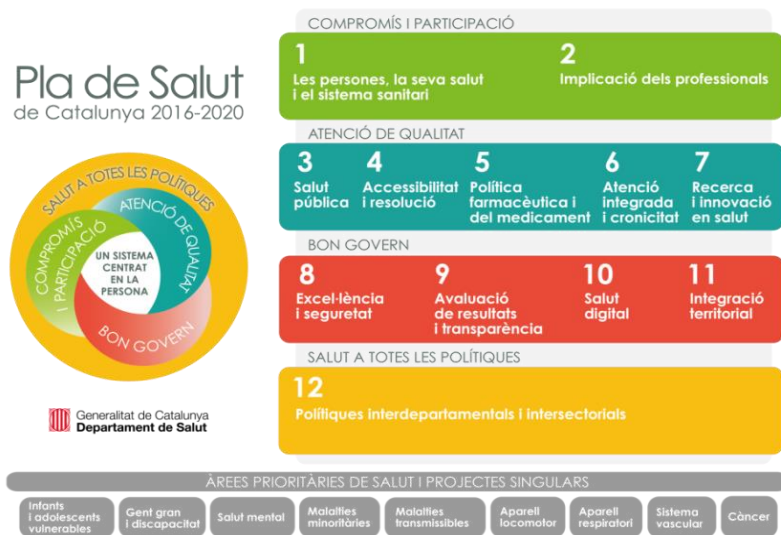 Pla de Salut
de Catalunya 2016-2020
SALUT A TOTES LES POLÍTIQUES
COMPROMÍS
I PARTICIPACIÓ
ATENCIÓ DE QUALITAT
BON GOVERN
UN SISTEMA
CENTRAT
EN LA
PERSONA
Generalitat de Catalunya
Departament de Salut
COMPROMÍS I PARTICIPACIÓ
1
Les persones, la seva salut
i el sistema sanitari
2
Implicació dels professionals
ATENCIÓ DE QUALITAT
3
Salut
pública
4
Accessibilitat
i resolució
5
Política
farmacèutica i
del medicament
6
Atenció
integrada
i cronicitat
7
Recerca
i innovació
en salut
BON GOVERN
8
Excel·lència
i seguretat
9
Avaluació
de resultats
i transparència
10
Salut
digital
11
Integració
territorial
SALUT A TOTES LES POLÍTIQUES
12
Polítiques interdepartamentals i intersectorials
ÀREES PRIORITÀRIES DE SALUT I PROJECTES SINGULARS
Infants
i adolescents
vulnerables
Gent gran
i discapacitat
Salut mental
Malalties
minoritàries
Malalties
transmissibles
Aparell
locomotor
Aparell
respiratori
Sistema
vascular
Càncer